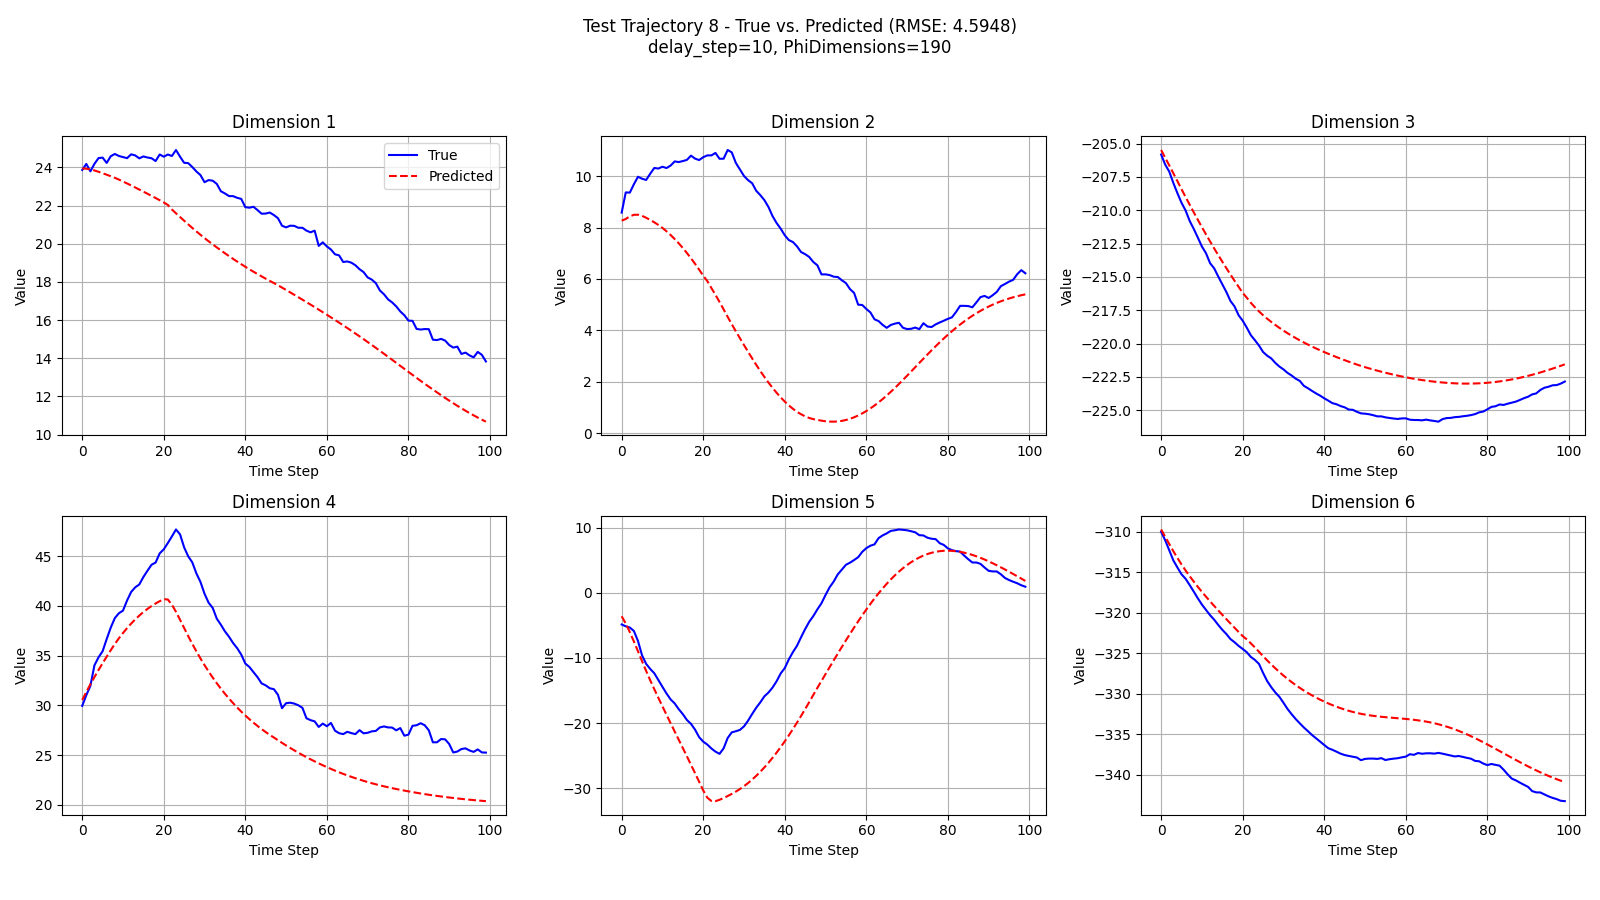 Test Trajectory 8 - True vs. Predicted (RMSE: 4.5948)
delay_step=10, PhiDimensions=190
Dimension 1
24
22
20
18
16
14
12
10
Value
0 20 40 60 80 100
Time Step
True
Predicted
Dimension 2
10
8
6
4
2
0
Value
0 20 40 60 80 100
Time Step
Dimension 3
−205.0
−207.5
−210.0
−212.5
−215.0
−217.5
−220.0
−222.5
−225.0
Value
0 20 40 60 80 100
Time Step
Dimension 4
45
40
35
30
25
20
Value
0 20 40 60 80 100
Time Step
Dimension 5
10
0
−10
−20
−30
Value
0 20 40 60 80 100
Time Step
Dimension 6
−310
−315
−320
−325
−330
−335
−340
Value
0 20 40 60 80 100
Time Step